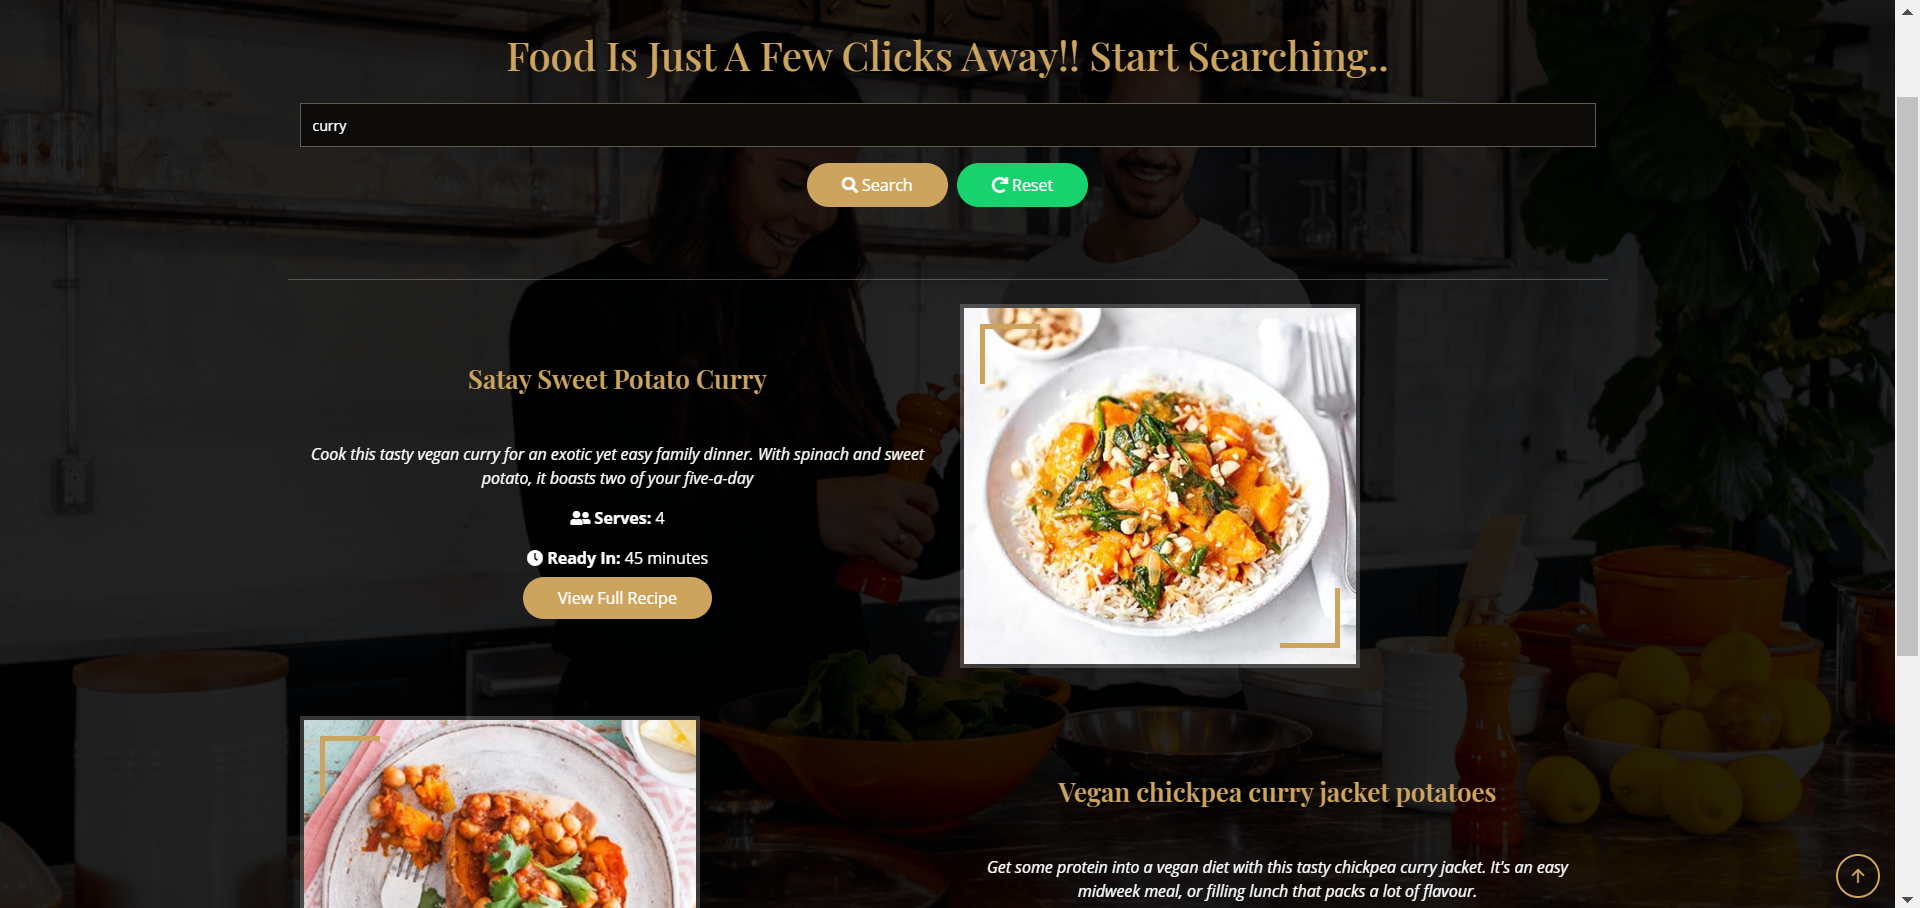 Food Is Just A Few Clicks Away!! Start Searching..
curry
Search
Reset
Satay Sweet Potato Curry
Cook this tasty vegan curry for an exotic yet easy family dinner. With spinach and sweet
potato, it boasts two of your five-a-day
Serves: 4
Ready In: 45 minutes
View Full Recipe
Vegan chickpea curry jacket potatoes
Get some protein into a vegan diet with this tasty chickpea curry jacket. It's an easy
midweek meal, or filling lunch that packs a lot of flavour.